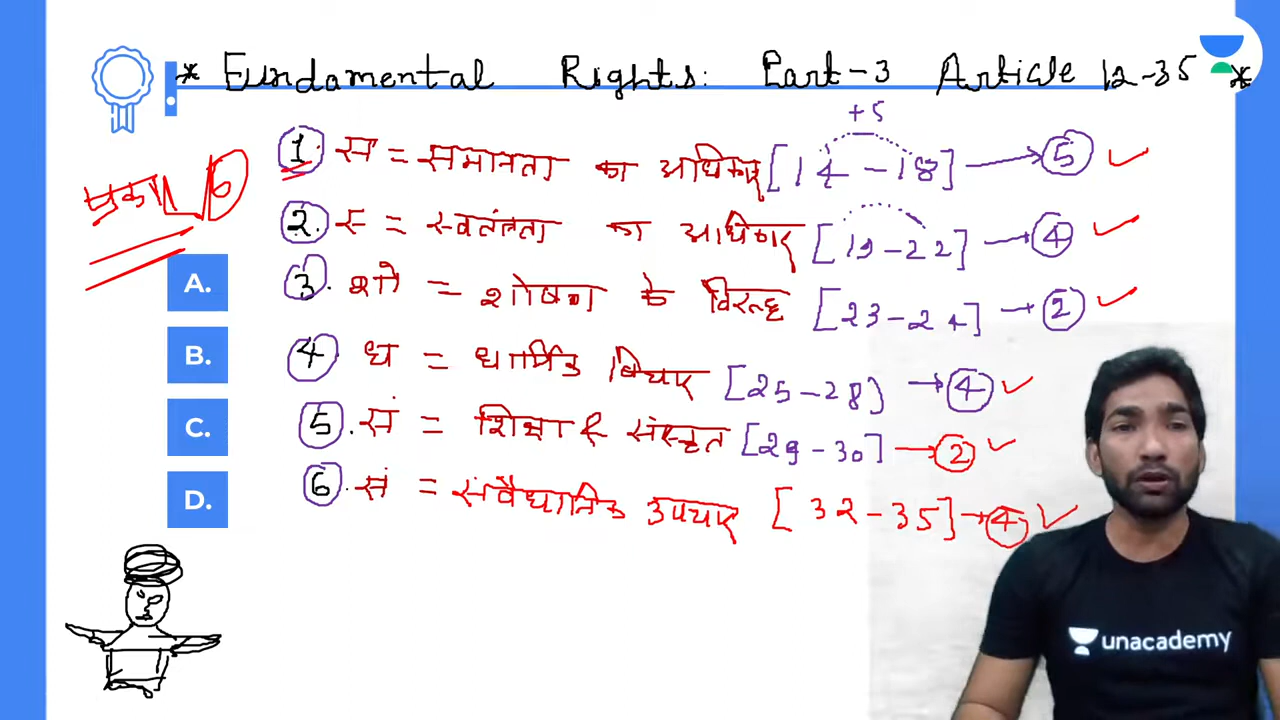 * Fundamental Rights: Part-3 Article 12-35 *
+5
1. स = समानता का अधिकार [14-18] → 5 ✓
प्रकार 6
2. स्व = स्वतंत्रता का अधिकार [19-22] → 4 ✓
3. शो = शोषण के विरूद्ध [23-24] → 2 ✓
A.
4 ध = धार्मिक विचार [25-28] → 4 ✓
B.
5. सं = शिक्षा & संस्कृत [29-30] → 2 ✓
C.
6. सं = संवैधानिक उपचार [32-35] → 4 ✓
D.
unacademy